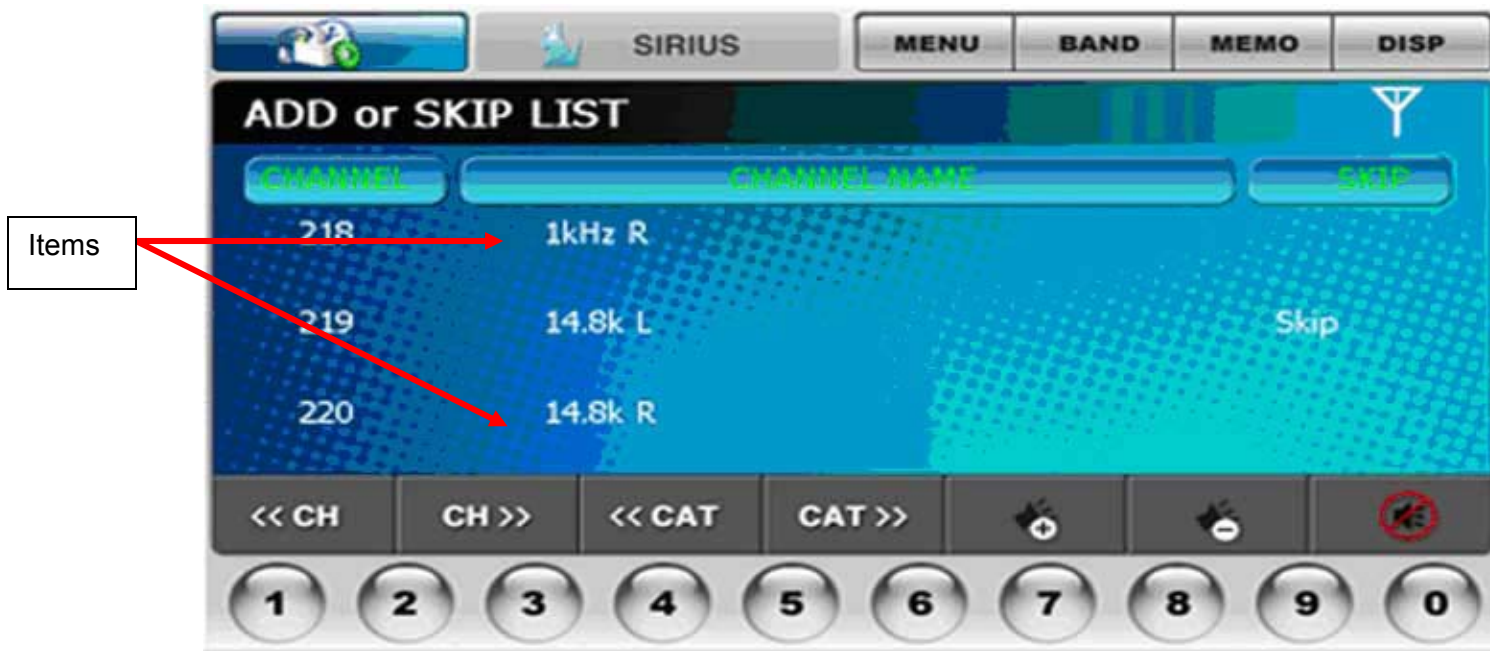 SIRIUS MENU BAND MEMO DISP
ADD or SKIP LIST
CHANNEL CHANNEL NAME SKIP
Items
218 1kHz R
219 14.8k L Skip
220 14.8k R
<< CH CH >> << CAT CAT >>
1 2 3 4 5 6 7 8 9 0